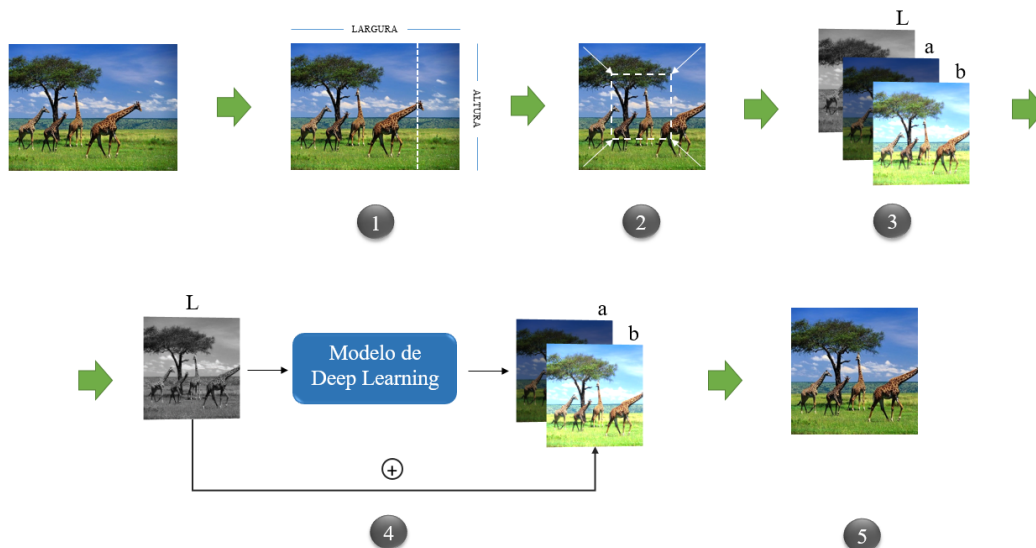 LARGURA
ALTURA
L
a
b
1
2
3
L
Modelo de
Deep Learning
a
b
+
4
5